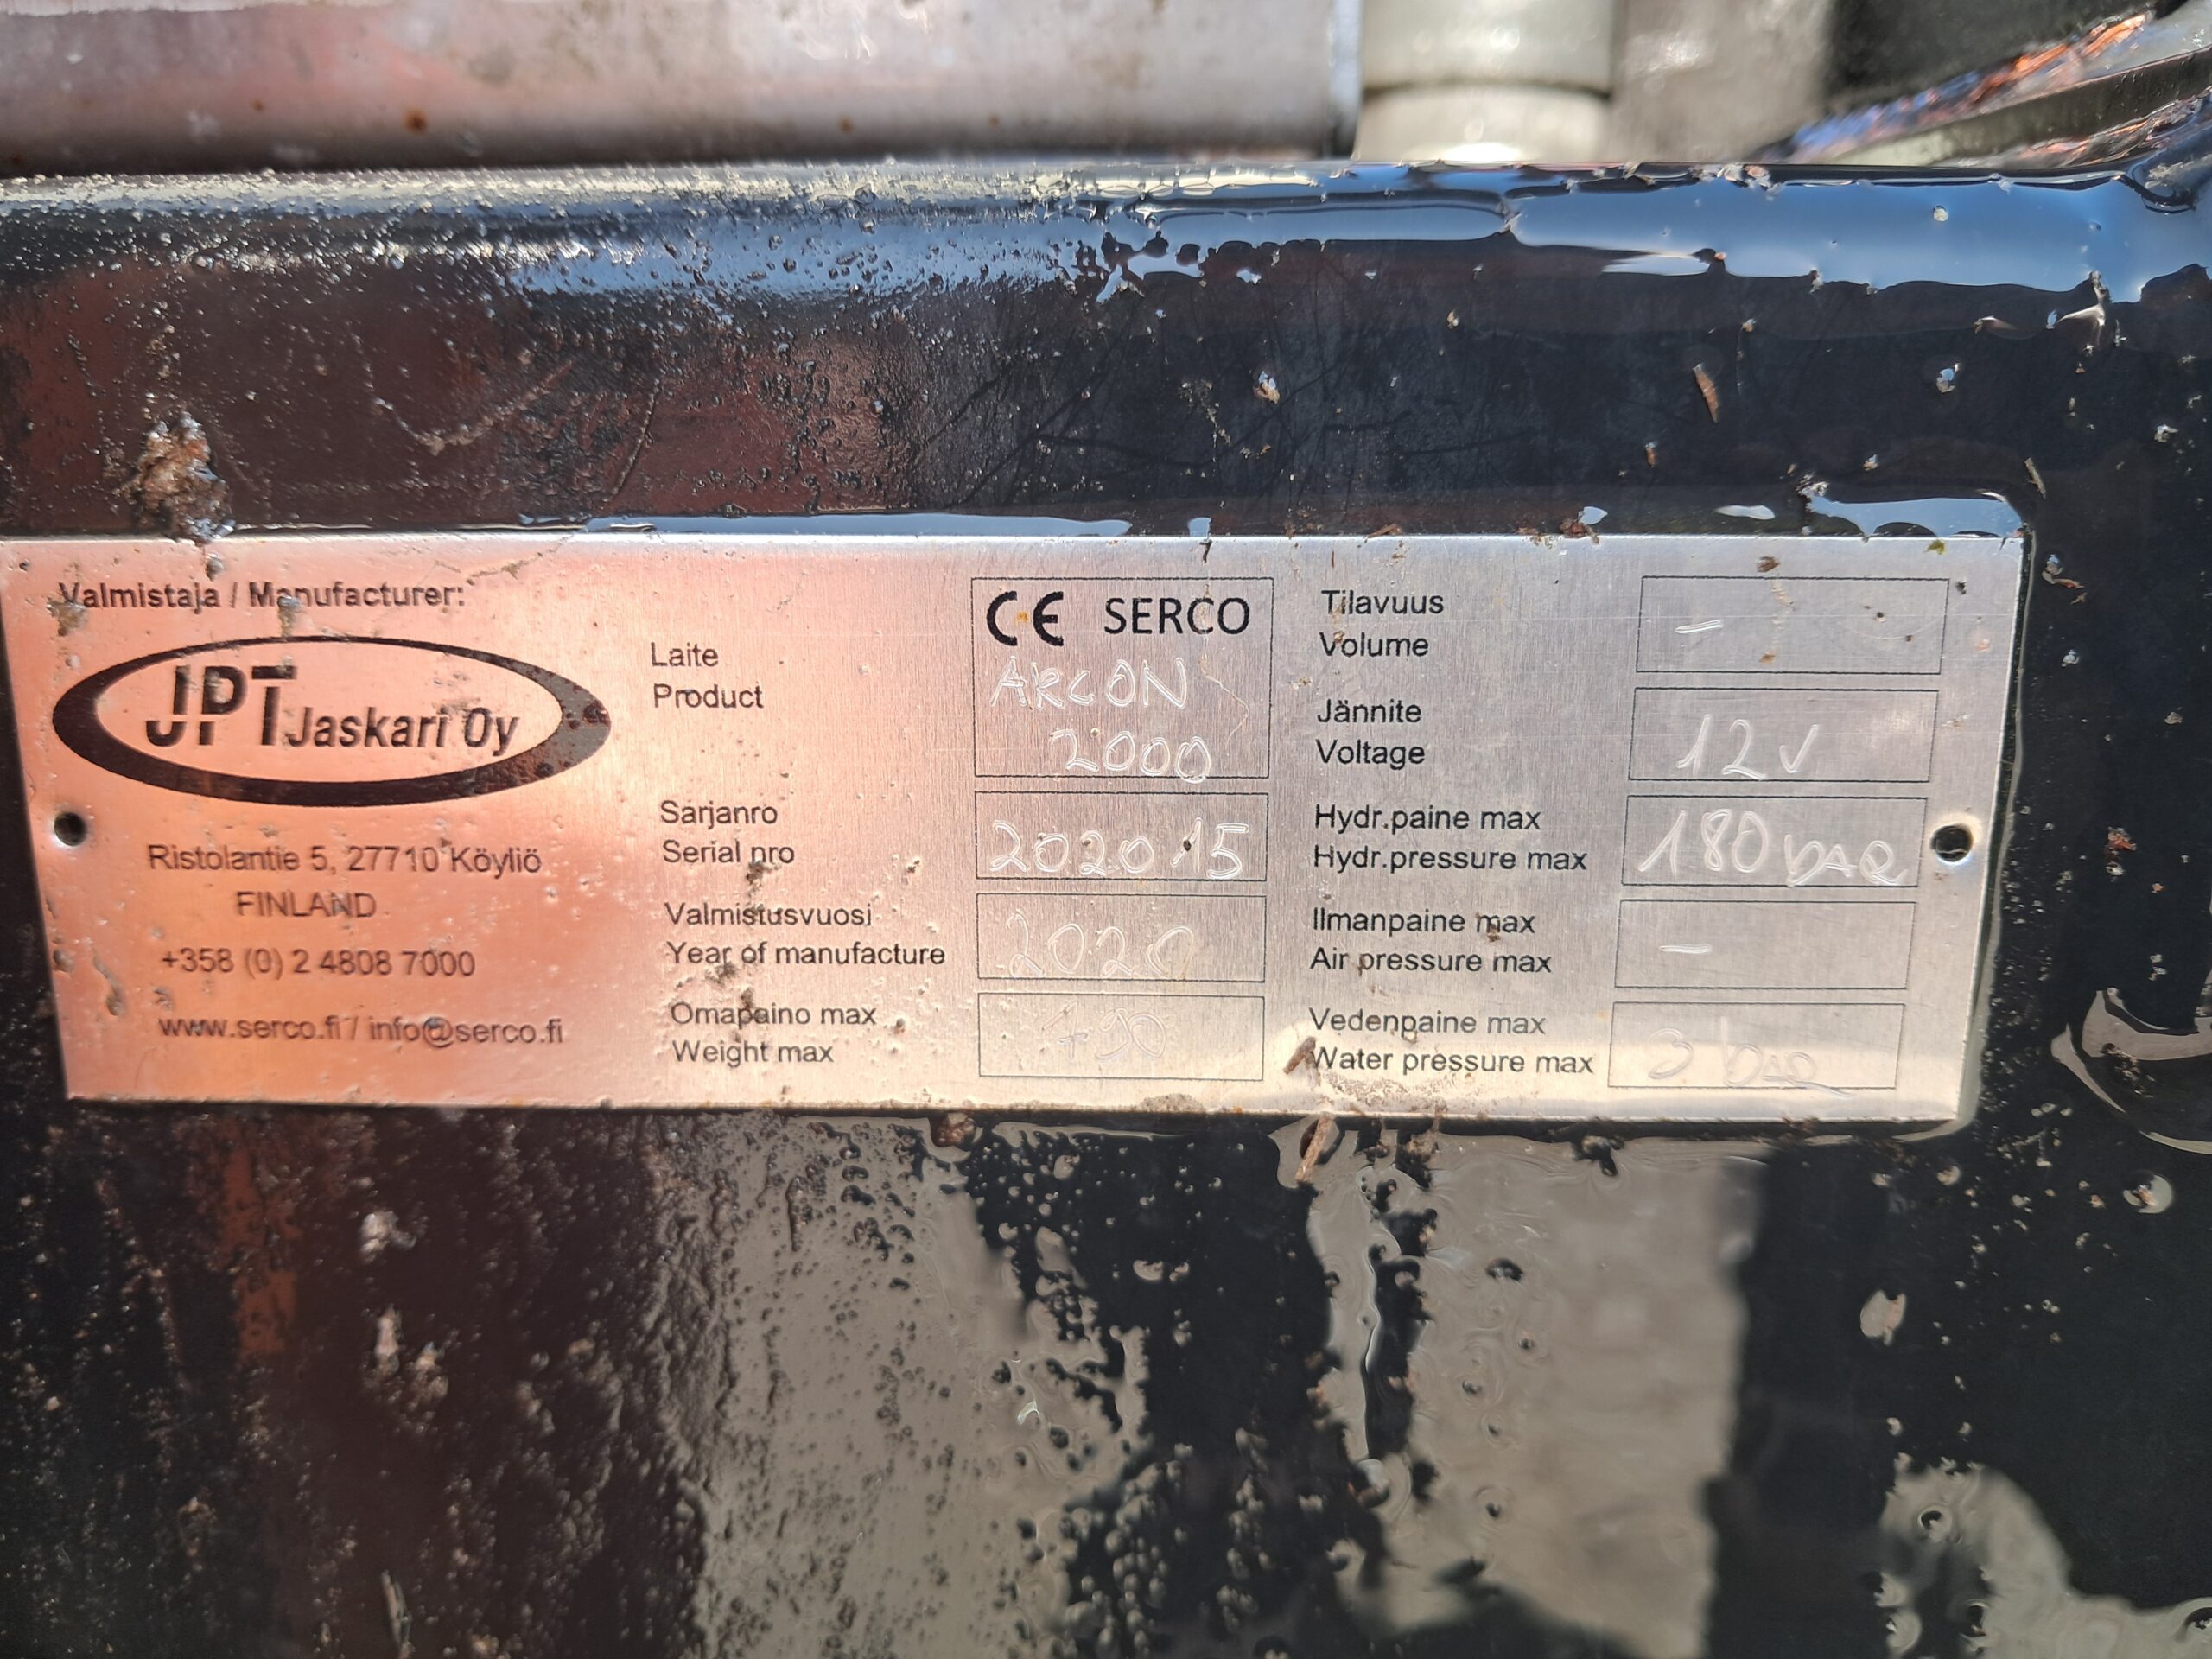 Valmistaja / Manufacturer:
JPT Jaskari Oy
Ristolantie 5, 27710 Köyliö
FINLAND
+358 (0) 2 4808 7000
www.serco.fi / info@serco.fi
Laite
Product
CE SERCO
ARCON
2000
Sarjanro
Serial nro
202015
Valmistusvuosi
Year of manufacture
2020
Omapaino max
Weight max
Tilavuus
Volume
-
Jännite
Voltage
12V
Hydr.paine max
Hydr.pressure max
180 bAR
Ilmanpaine max
Air pressure max
-
Vedenpaine max
Water pressure max
3 bAR